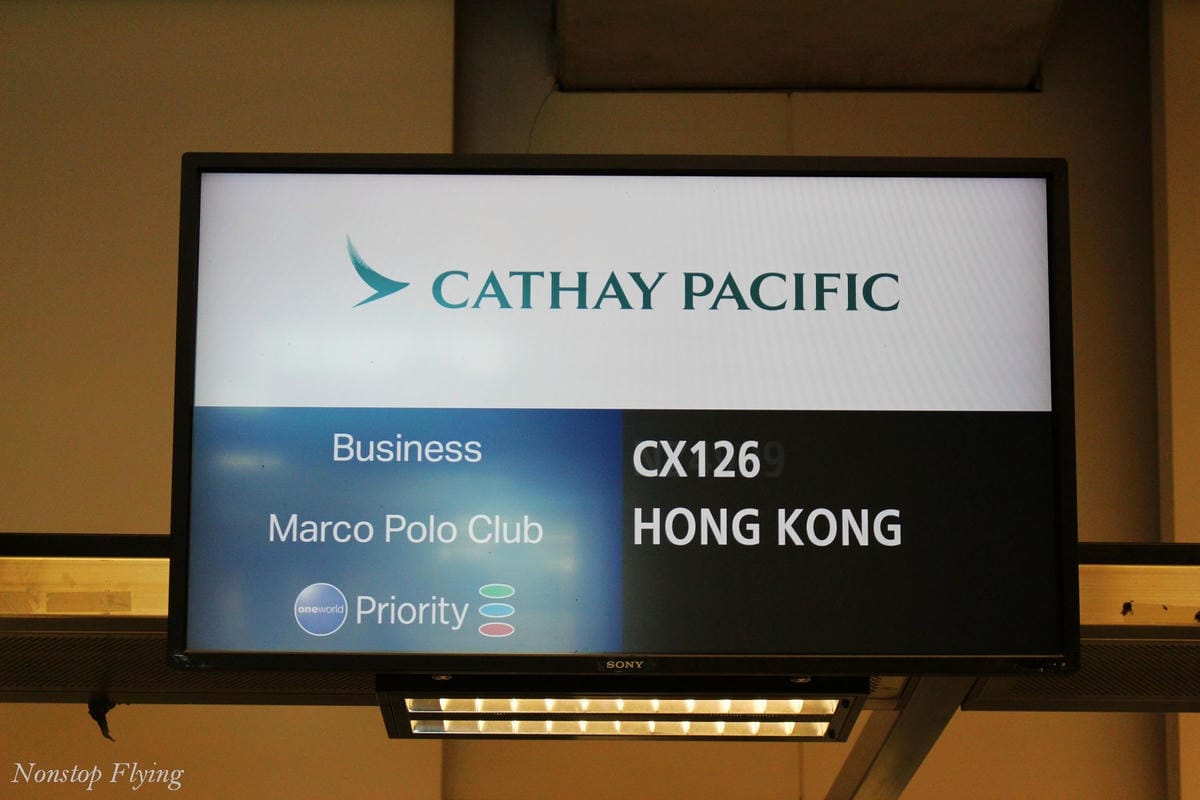 CATHAY PACIFIC
Business
Marco Polo Club
oneworld Priority
CX126
HONG KONG
SONY
Nonstop Flying